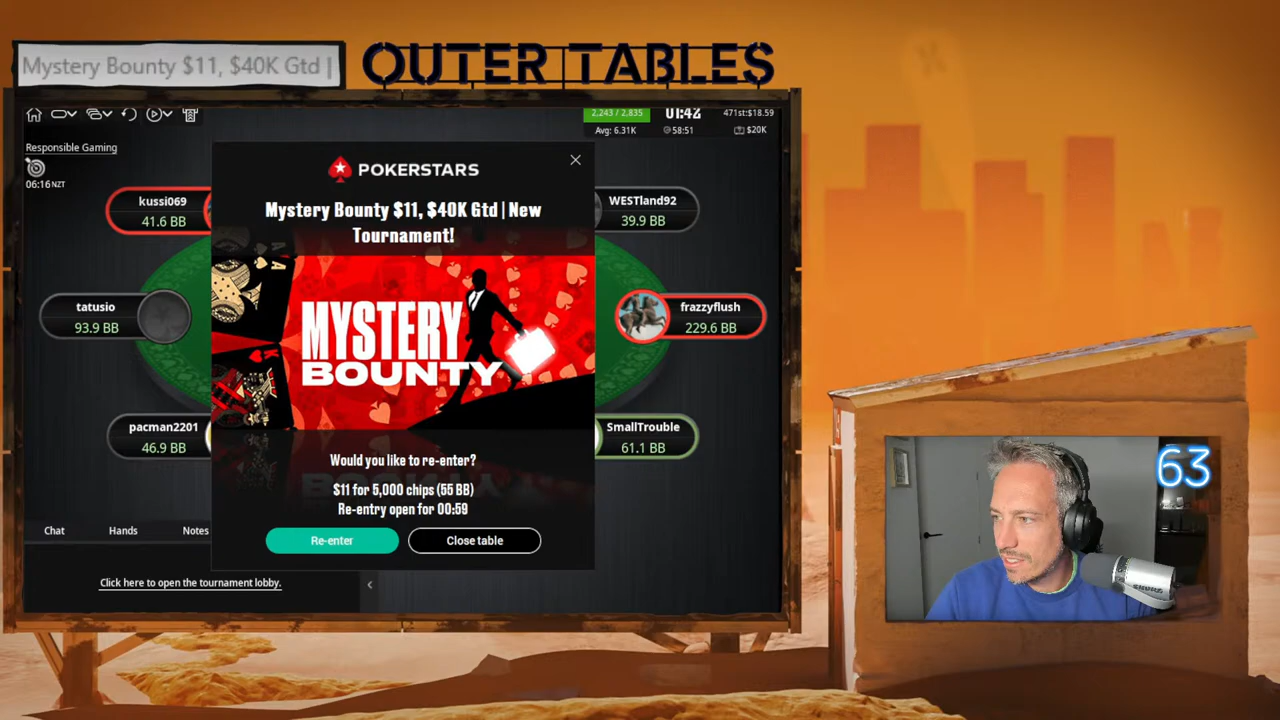 Mystery Bounty $11, $40K Gtd |
OUTER TABLES
2,243 / 2,835
01:42
471st:$18.59
Avg: 6.31K
58:51
$20K
Responsible Gaming
06:16 NZT
POKERSTARS
Mystery Bounty $11, $40K Gtd | New
Tournament!
kussi069
41.6 BB
WESTland92
39.9 BB
tatusio
93.9 BB
frazzyflush
229.6 BB
MYSTERY
BOUNTY
pacman2201
46.9 BB
SmallTrouble
61.1 BB
Would you like to re-enter?
$11 for 5,000 chips (55 BB)
Re-entry open for 00:59
Re-enter
Close table
Chat
Hands
Notes
Click here to open the tournament lobby.
63
SHURE